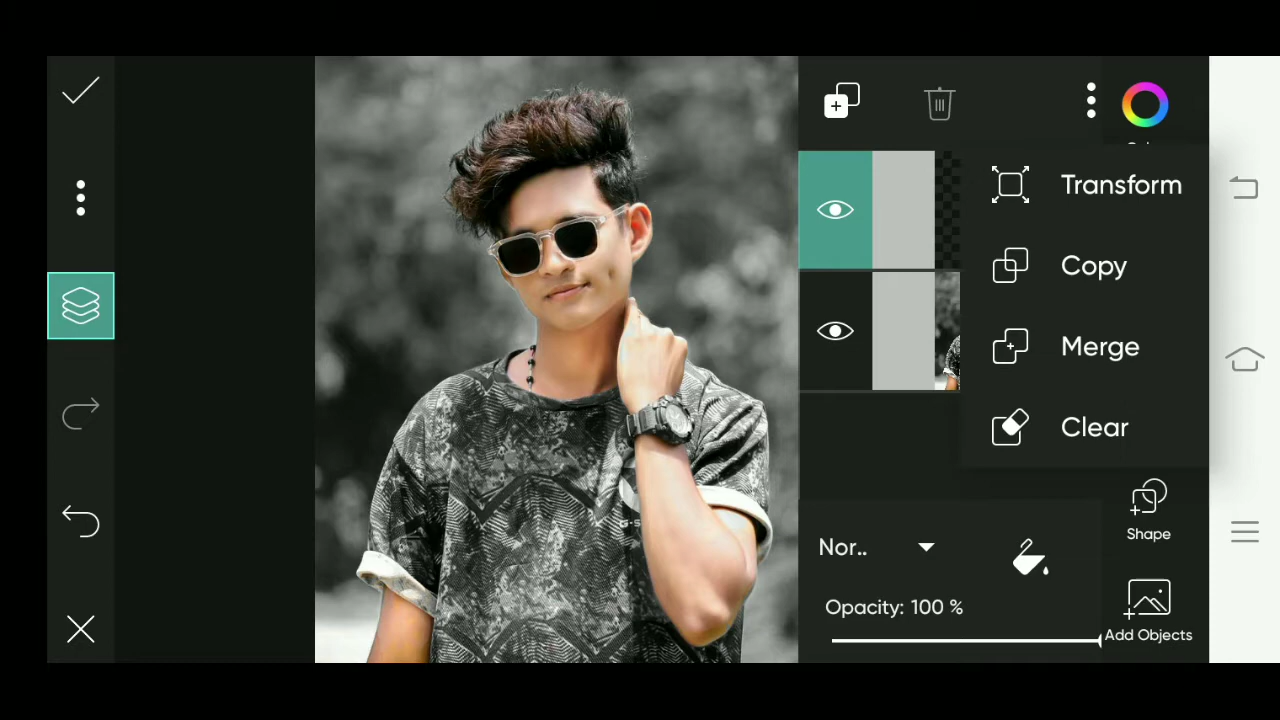 Transform
Copy
Merge
Clear
Shape
Nor..
Opacity: 100 %
Add Objects
G-S